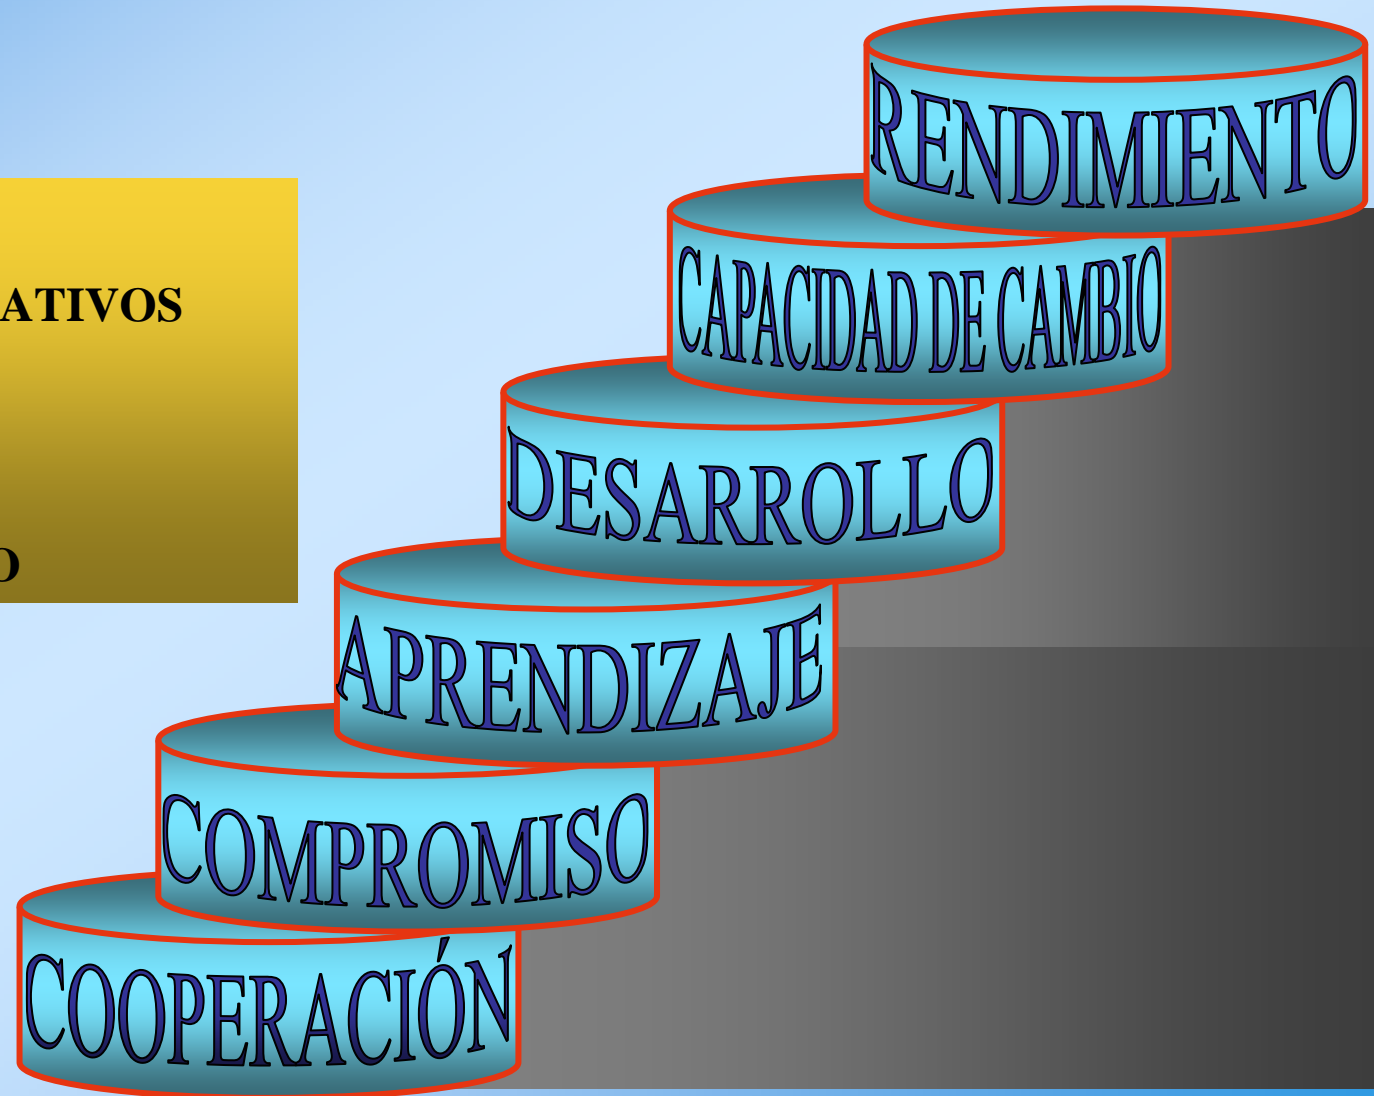 RENDIMIENTO
CAPACIDAD DE CAMBIO
ATIVOS
DESARROLLO
O
APRENDIZAJE
COMPROMISO
COOPERACIÓN